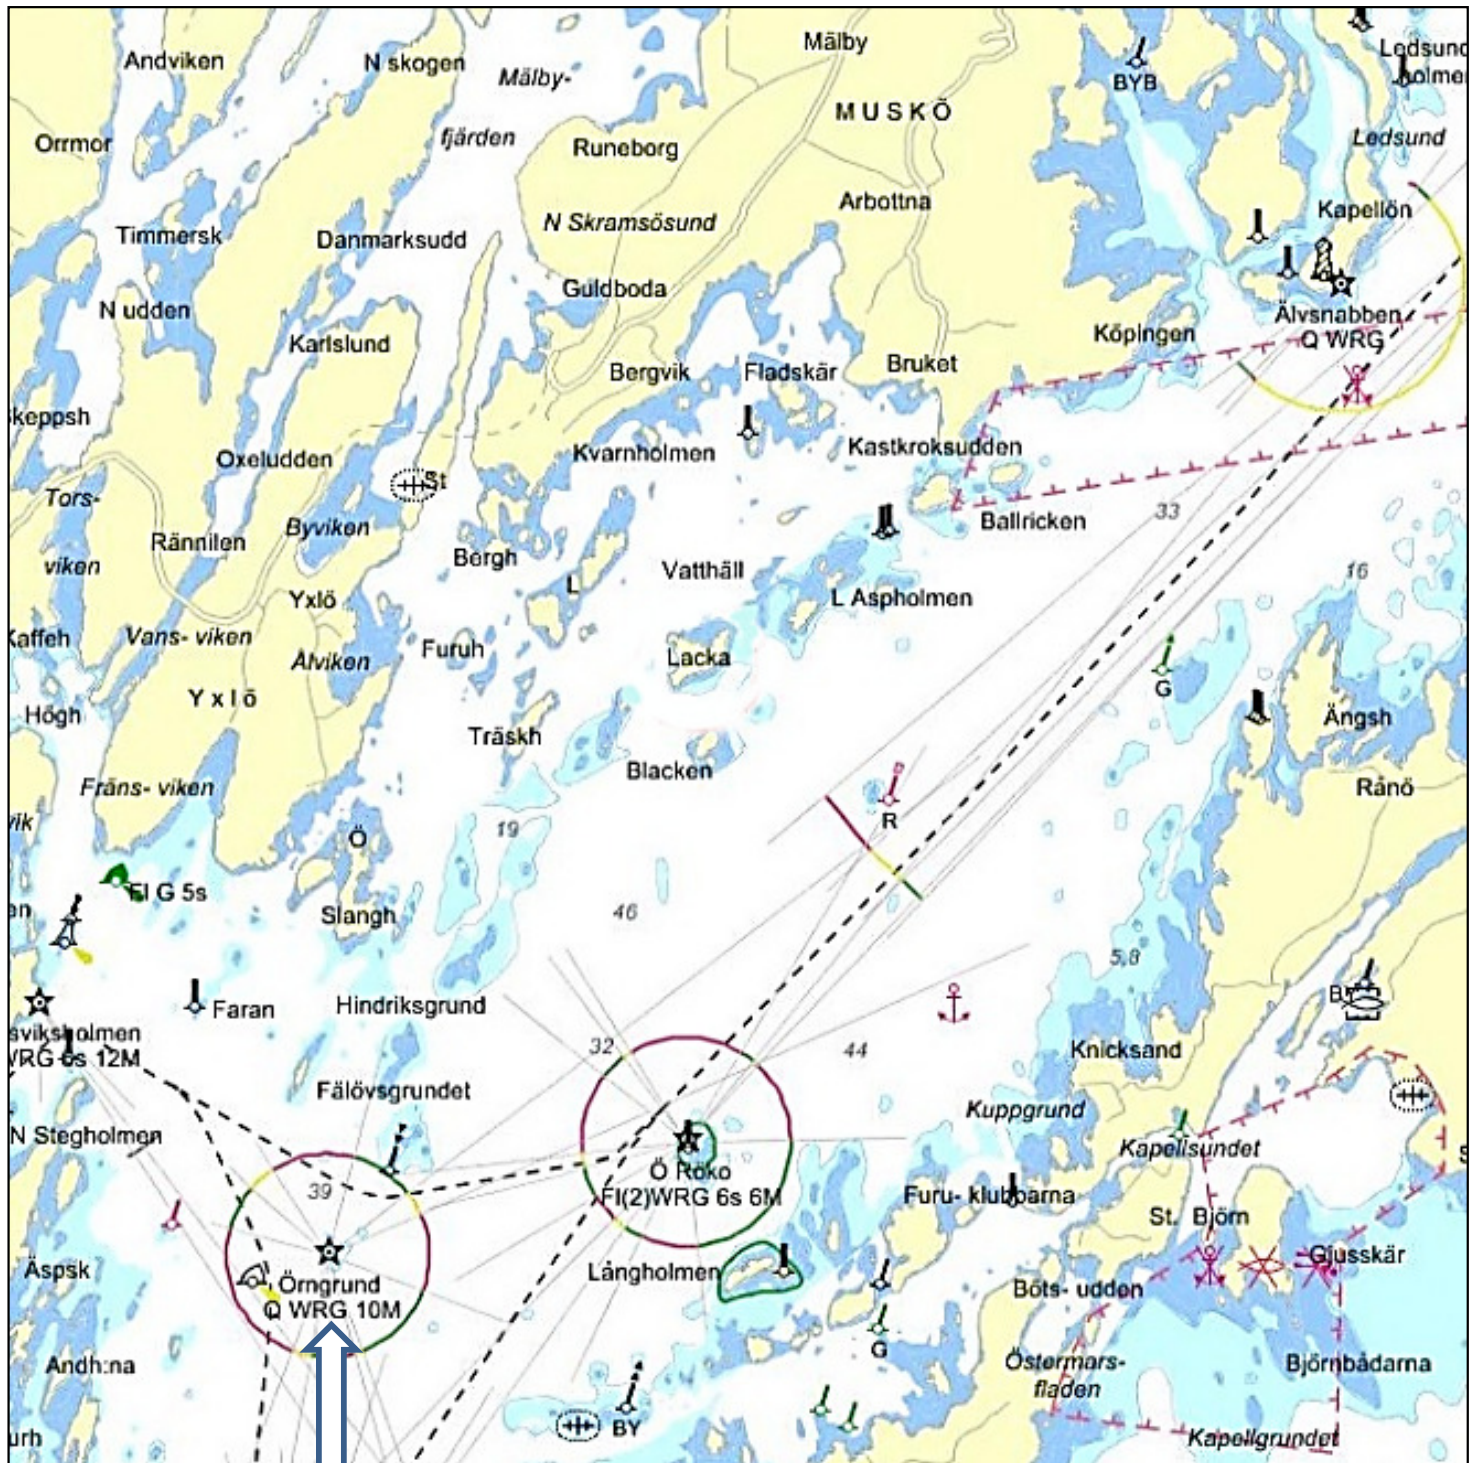 Andviken
N skogen
Mälby-
fjärden
Mälby
MUSKÖ
BYB
Ledsund
Orrmor
Runeborg
Arbottna
N Skramsösund
Kapellön
Timmersk
Danmarksudd
Guldboda
N udden
Karlslund
Älvsnabben
Q WRG
Köpingen
Bergvik
Fladskär
Bruket
Kvarnholmen
Kastkroksudden
Oxeludden
St
Tors-
viken
Byviken
Rännilen
Ballricken
33
Bergh
Vatthäll
L
L Aspholmen
16
Yxlö
Vans- viken
Älviken
Furuh
Lacka
G
Yxlö
Högh
Träskh
Blacken
Ängsh
Fräns- viken
Rånö
R
19
Ö
Fl G 5s
46
Slangh
5,8
Faran
Hindriksgrund
sviksholmen
WRG 6s 12M
32
44
Knicksand
Fälövsgrundet
Kuppgrund
N Stegholmen
Kapellsundet
39
Ö Röko
Fl(2)WRG 6s 6M
Furu- klubbarna
St. Björn
Äspsk
Örngrund
Q WRG 10M
Långholmen
Böts- udden
Gjusskär
G
Andh:na
Östermars-
fladen
Björnbådarna
BY
urh
Kapellgrundet